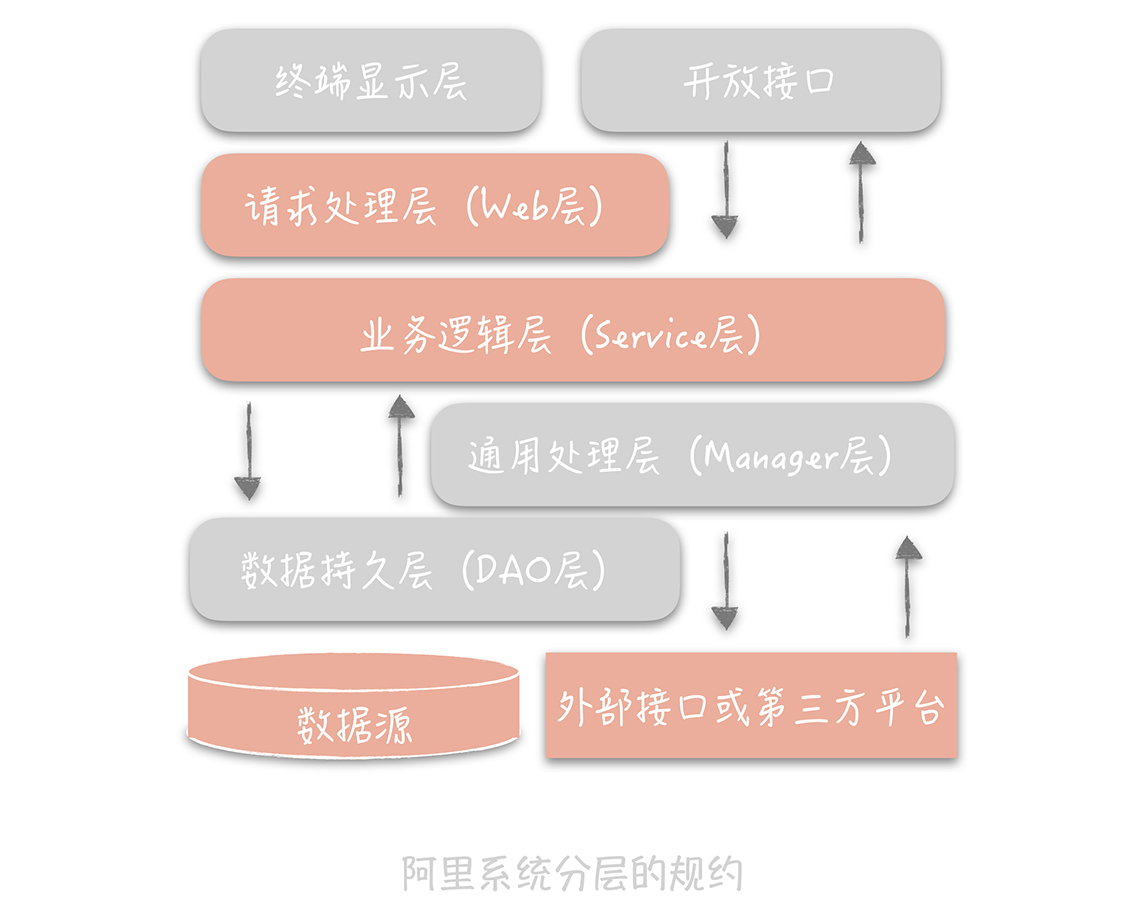 终端显示层
开放接口
请求处理层（Web层）
业务逻辑层（Service层）
通用处理层（Manager层）
数据持久层（DAO层）
数据源
外部接口或第三方平台
阿里系统分层的规约